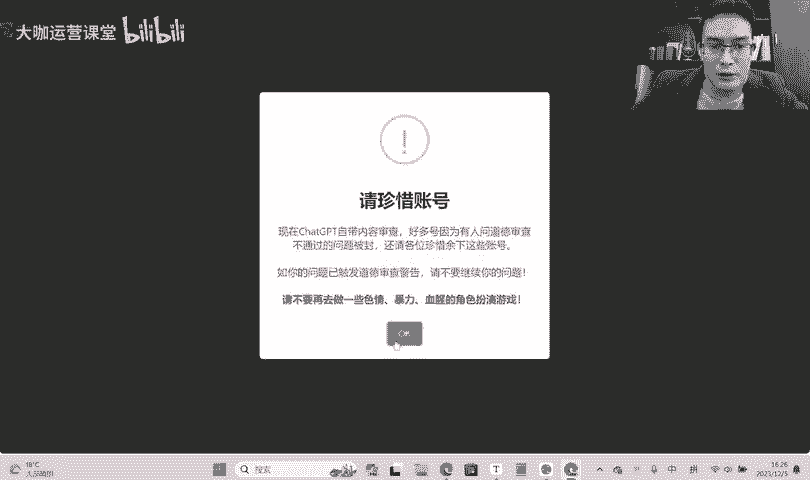 大咖运营课堂 bilibili
请珍惜账号
现在ChatGPT自带内容审查，好多号因为有人问道德审查
不通过的问题被封，还请各位珍惜余下这些账号。
如你的问题已触发道德审查警告，请不要继续你的问题！
请不要再去做一些色情、暴力、血腥的角色扮演游戏！
OK
18°C
搜索
中
拼
16:26
2023/12/5